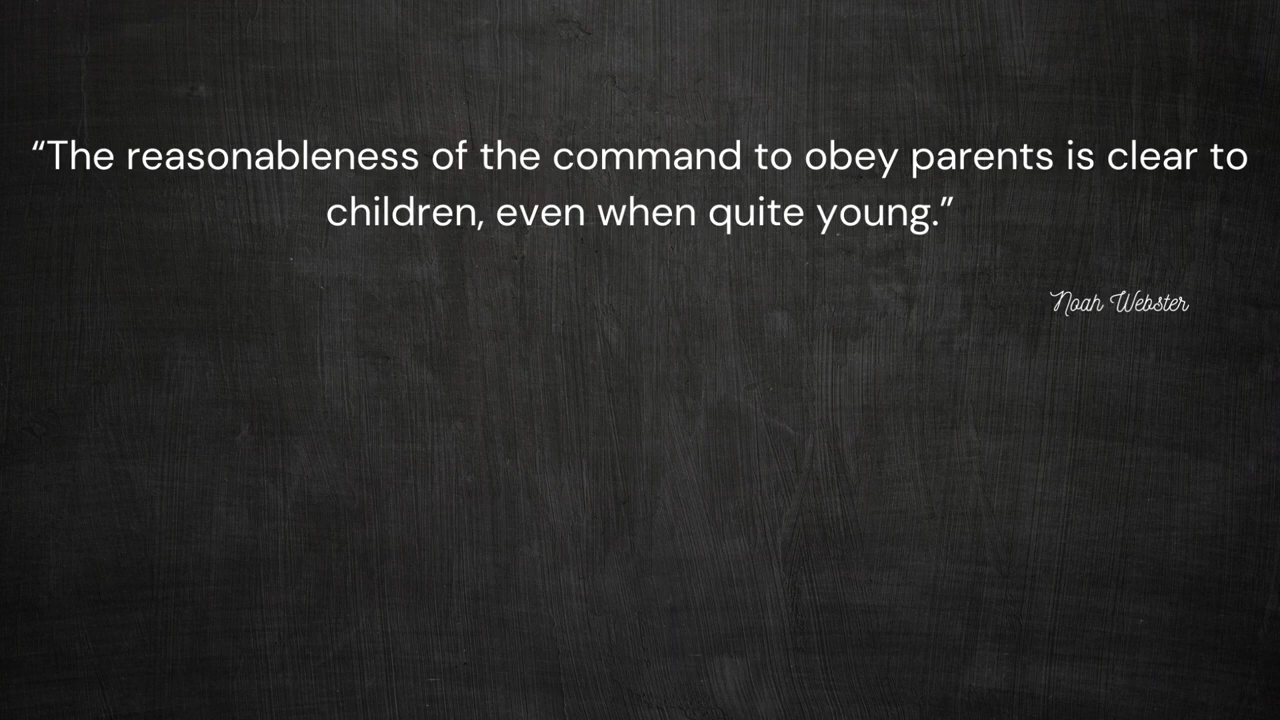 “The reasonableness of the command to obey parents is clear to
children, even when quite young.”
Noah Webster